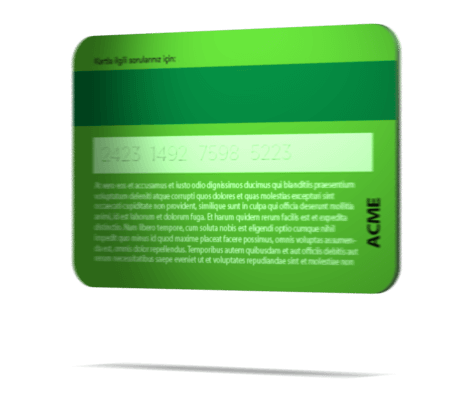 Kartla ilgili sorularınız için:
2423 1492 7598 5223
At vero eos et accusamus et iusto odio dignissimos ducimus qui blanditiis praesentium
voluptatum deleniti atque corrupti quos dolores et quas molestias excepturi sint
occaecati cupiditate non provident, similique sunt in culpa qui officia deserunt mollitia
animi, id est laborum et dolorum fuga. Et harum quidem rerum facilis est et expedita
distinctio. Nam libero tempore, cum soluta nobis est eligendi optio cumque nihil
impedit quo minus id quod maxime placeat facere possimus, omnis voluptas assumen-
da est, omnis dolor repellendus. Temporibus autem quibusdam et aut officiis debitis aut
rerum necessitatibus saepe eveniet ut et voluptates repudiandae sint et molestiae non
ACME